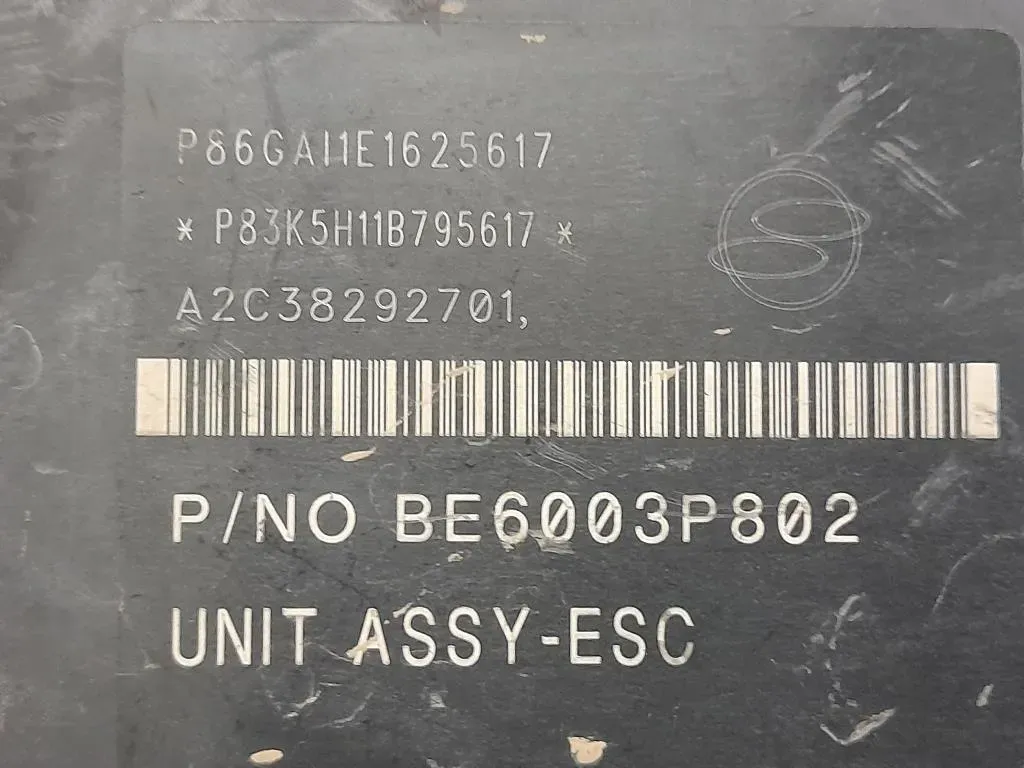 P86GAI1E1625617
* P83K5H11B795617 *
A2C38292701,
P/NO BE6003P802
UNIT ASSY-ESC